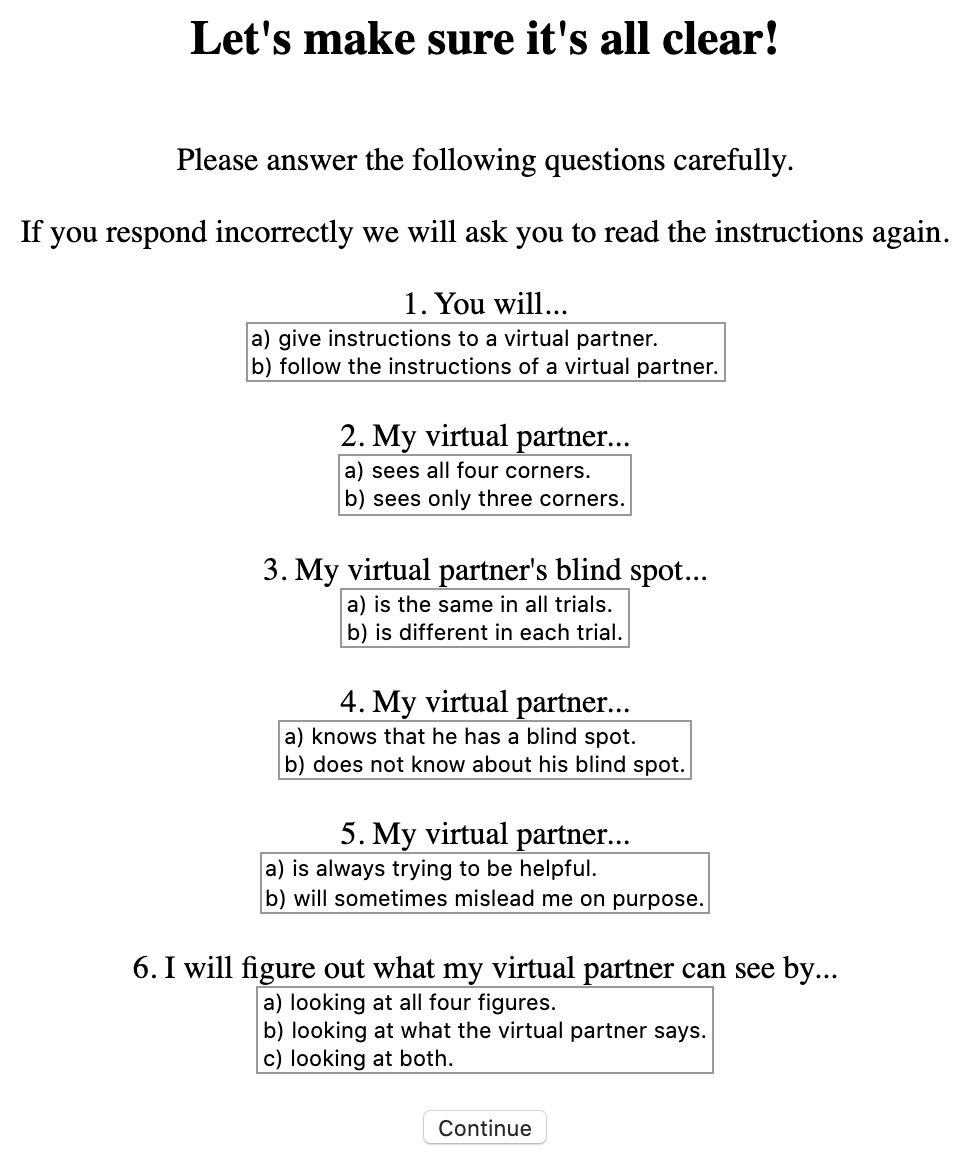 Let's make sure it's all clear!
Please answer the following questions carefully.
If you respond incorrectly we will ask you to read the instructions again.
1. You will...
a) give instructions to a virtual partner.
b) follow the instructions of a virtual partner.
2. My virtual partner...
a) sees all four corners.
b) sees only three corners.
3. My virtual partner's blind spot...
a) is the same in all trials.
b) is different in each trial.
4. My virtual partner...
a) knows that he has a blind spot.
b) does not know about his blind spot.
5. My virtual partner...
a) is always trying to be helpful.
b) will sometimes mislead me on purpose.
6. I will figure out what my virtual partner can see by...
a) looking at all four figures.
b) looking at what the virtual partner says.
c) looking at both.
Continue